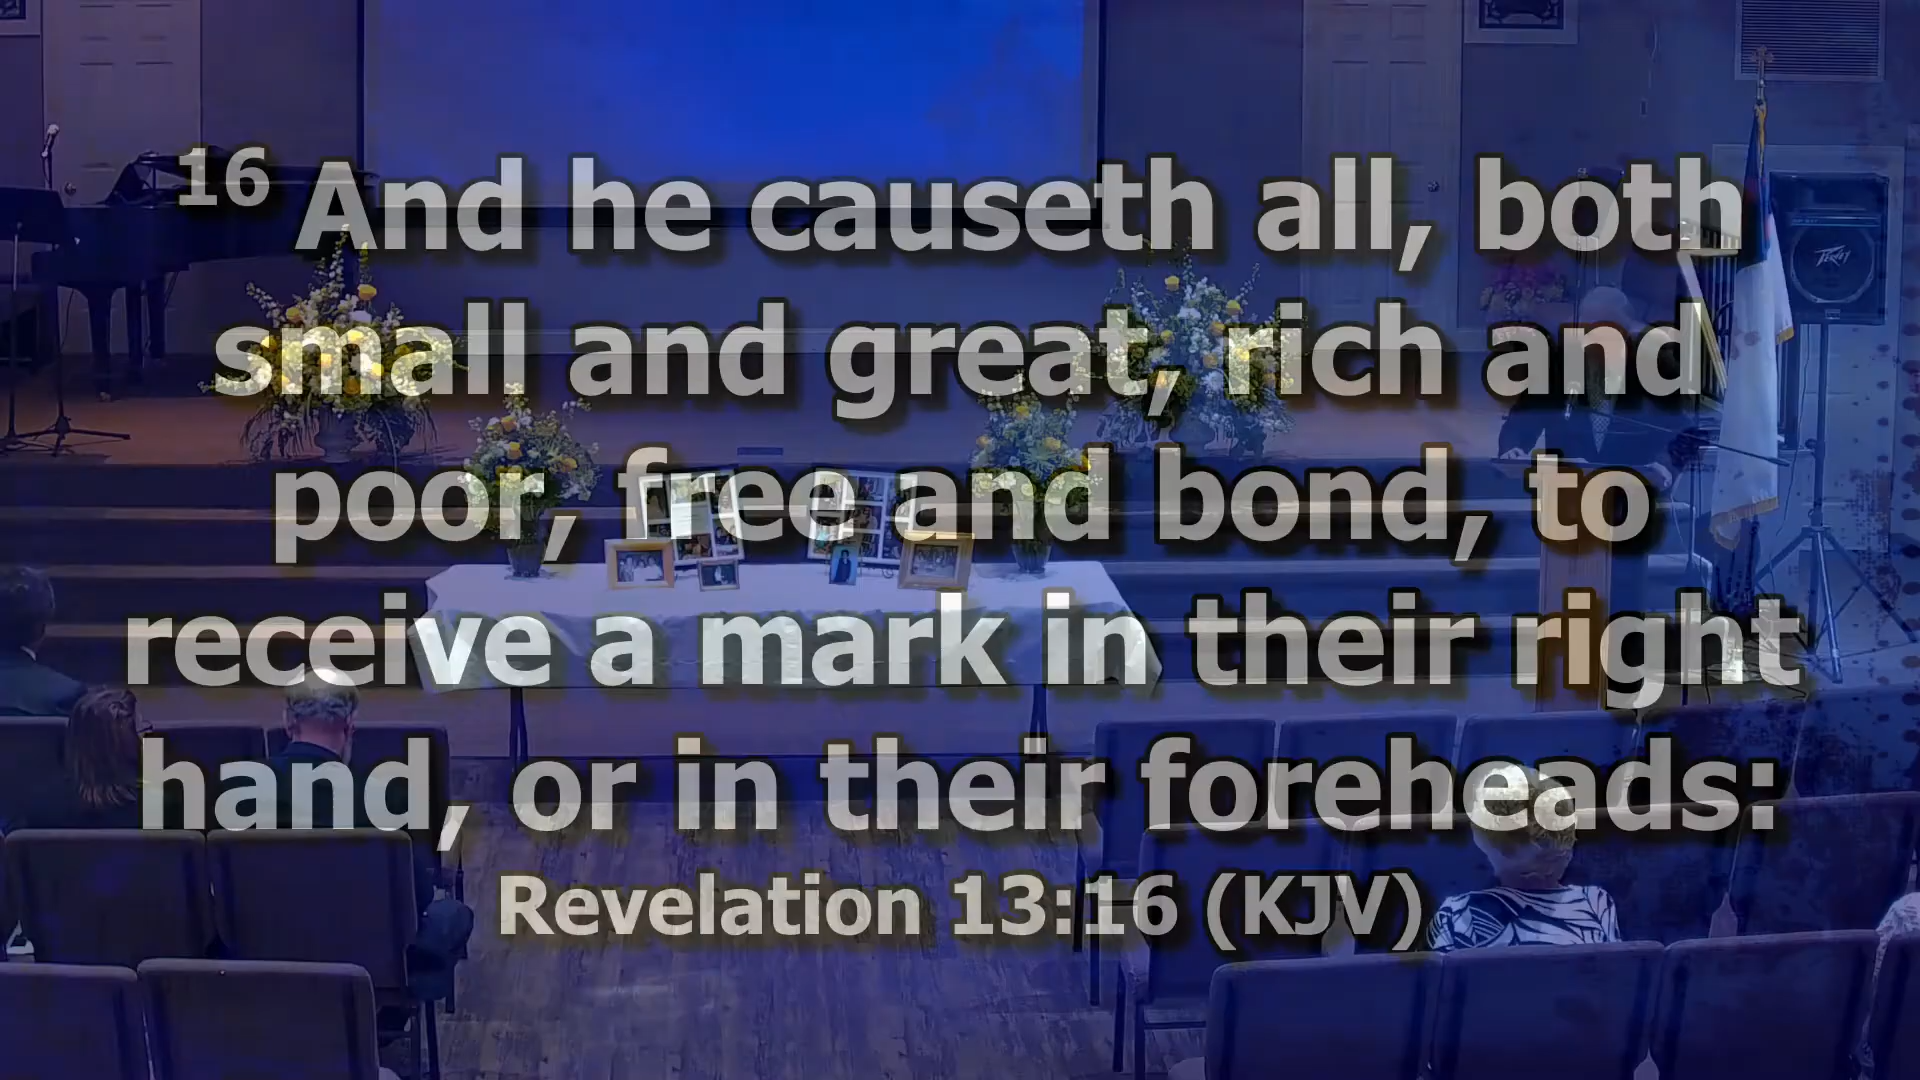 16 And he causeth all, both
small and great, rich and
poor, free and bond, to
receive a mark in their right
hand, or in their foreheads:
Revelation 13:16 (KJV)
PEAVEY